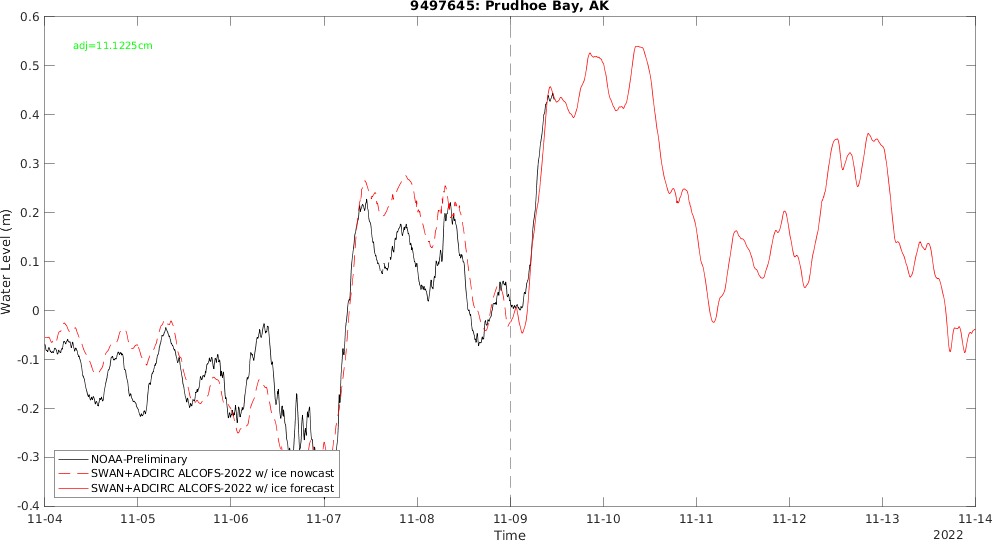 9497645: Prudhoe Bay, AK
adj=11.1225cm
Water Level (m)
0.6
0.5
0.4
0.3
0.2
0.1
0
-0.1
-0.2
-0.3
-0.4
NOAA-Preliminary
SWAN+ADCIRC ALCOFS-2022 w/ ice nowcast
SWAN+ADCIRC ALCOFS-2022 w/ ice forecast
11-04 11-05 11-06 11-07 11-08 11-09 11-10 11-11 11-12 11-13 11-14
Time
2022